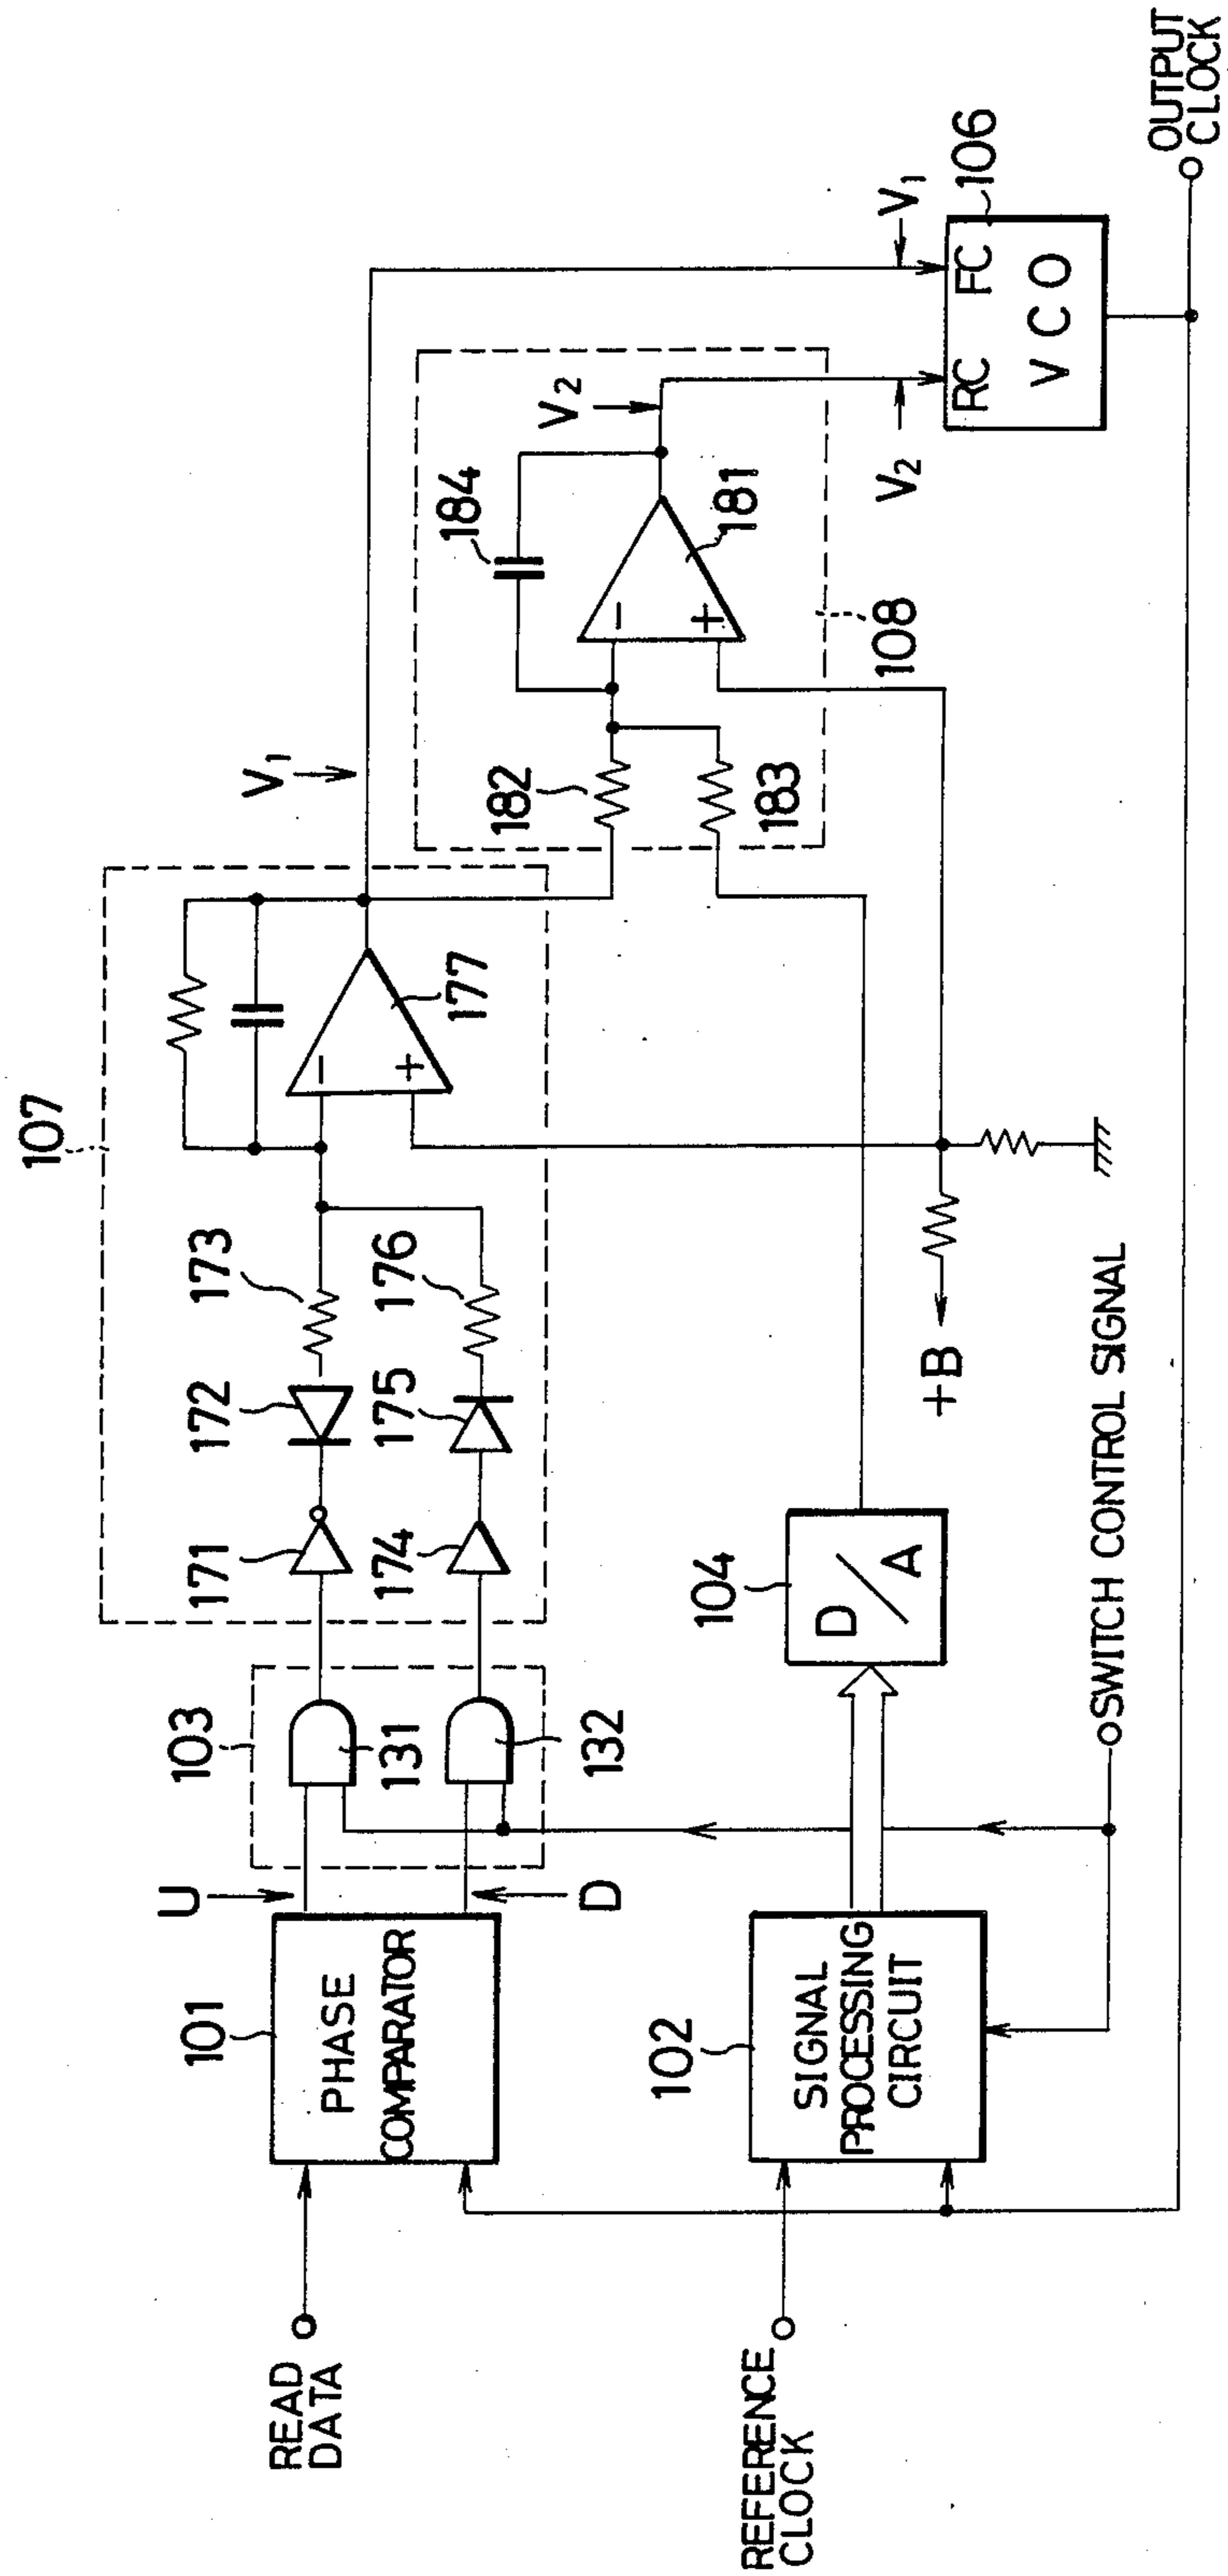 READ
DATA
REFERENCE
CLOCK
101
PHASE
COMPARATOR
102
SIGNAL
PROCESSING
CIRCUIT
U
D
103
131
132
104
D/A
SWITCH CONTROL SIGNAL
107
171
172
173
174
175
176
177
−
+
+B
V1
182
183
184
181
−
+
108
V2
V2
V1
RC
FC
VCO
106
OUTPUT
CLOCK